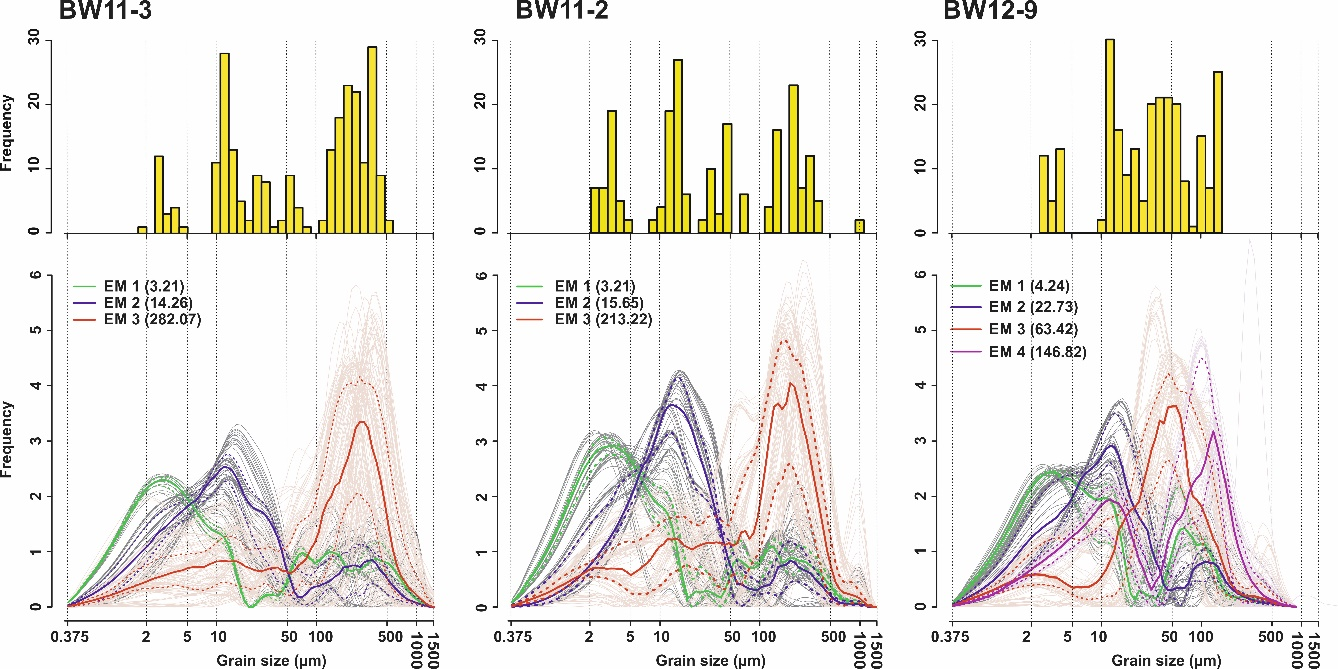 BW11-3
BW11-2
BW12-9
Frequency
30
20
10
0
30
20
10
0
30
20
10
0
Frequency
6
5
4
3
2
1
0
EM 1 (3.21)
EM 2 (14.26)
EM 3 (282.07)
6
5
4
3
2
1
0
EM 1 (3.21)
EM 2 (15.65)
EM 3 (213.22)
6
5
4
3
2
1
0
EM 1 (4.24)
EM 2 (22.73)
EM 3 (63.42)
EM 4 (146.82)
0.375 2 5 10 50 100 500 1000 1500
Grain size (µm)
0.375 2 5 10 50 100 500 1000 1500
Grain size (µm)
0.375 2 5 10 50 100 500 1000 1500
Grain size (µm)